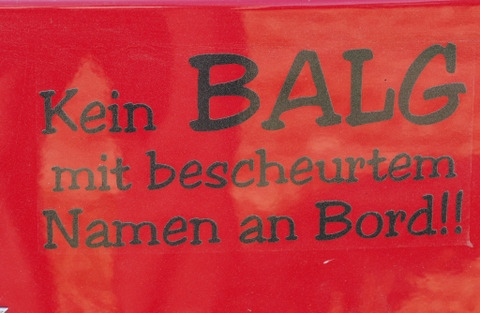 Kein BALG
mit bescheurtem
Namen an Bord!!